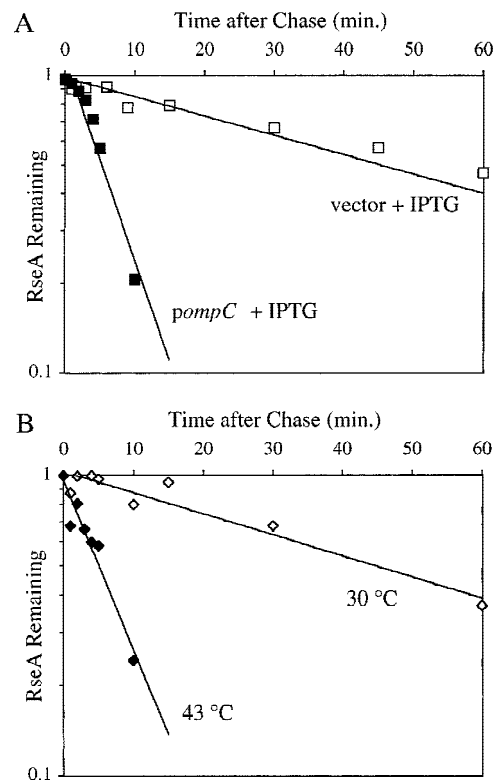 A
Time after Chase (min.)
0 10 20 30 40 50 60
1
RseA Remaining
vector + IPTG
pompC + IPTG
0.1
B
Time after Chase (min.)
0 10 20 30 40 50 60
1
RseA Remaining
30 °C
43 °C
0.1